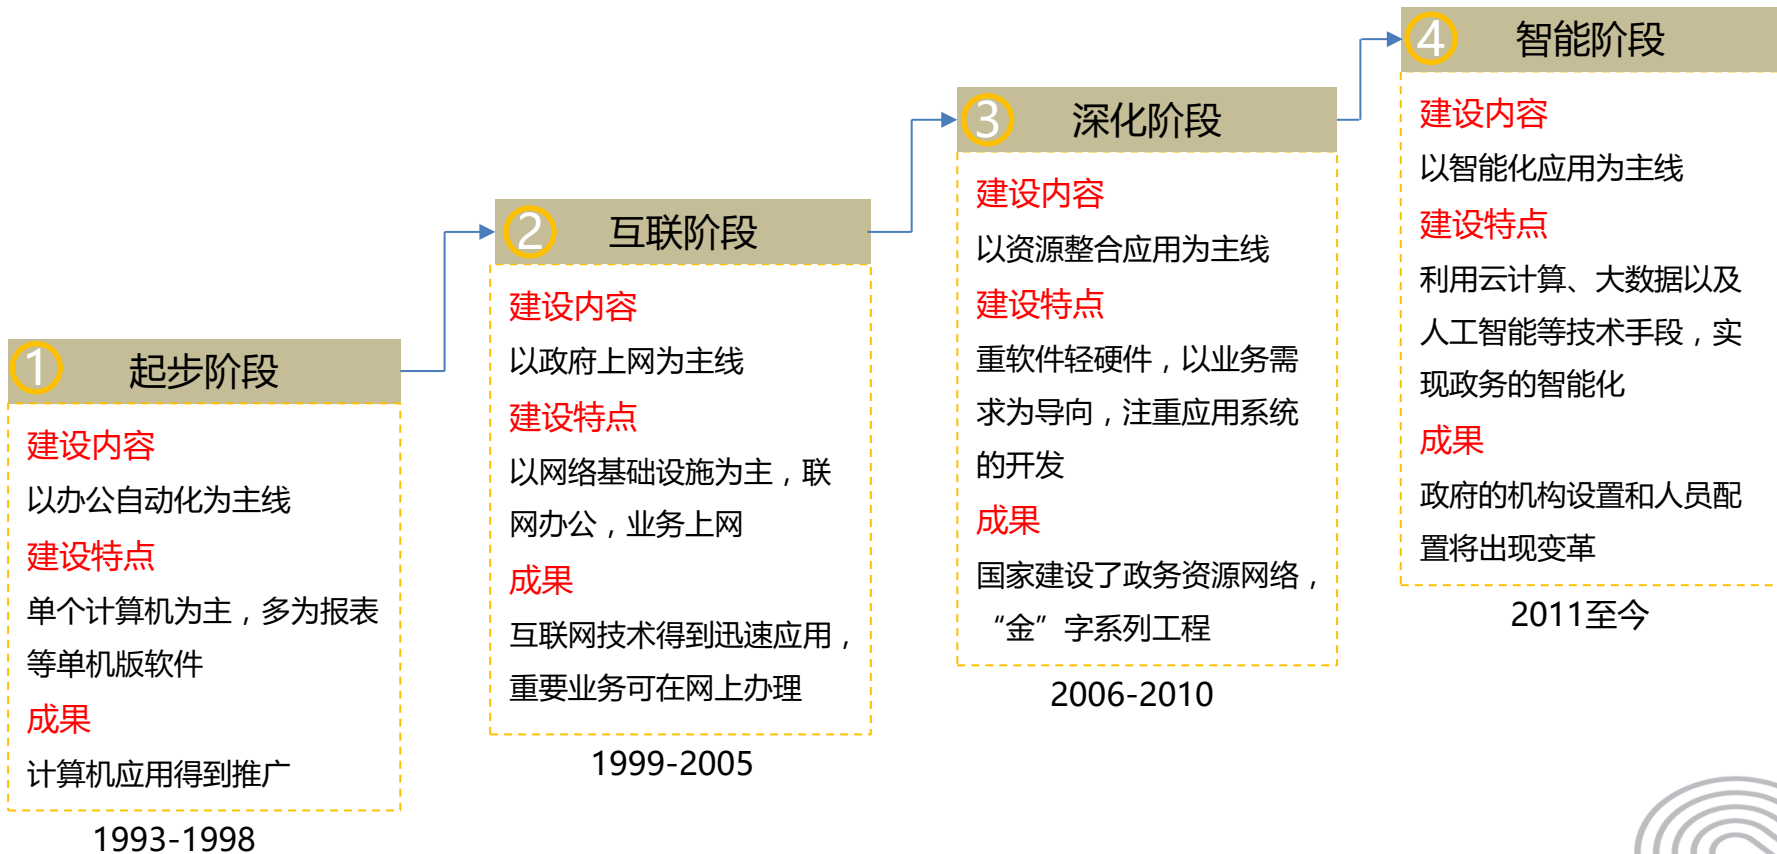 ①
起步阶段
建设内容
以办公自动化为主线
建设特点
单个计算机为主，多为报表
等单机版软件
成果
计算机应用得到推广
1993-1998
②
互联阶段
建设内容
以政府上网为主线
建设特点
以网络基础设施为主，联
网办公，业务上网
成果
互联网技术得到迅速应用，
重要业务可在网上办理
1999-2005
③
深化阶段
建设内容
以资源整合应用为主线
建设特点
重软件轻硬件，以业务需
求为导向，注重应用系统
的开发
成果
国家建设了政务资源网络，
“金”字系列工程
2006-2010
④
智能阶段
建设内容
以智能化应用为主线
建设特点
利用云计算、大数据以及
人工智能等技术手段，实
现政务的智能化
成果
政府的机构设置和人员配
置将出现变革
2011至今